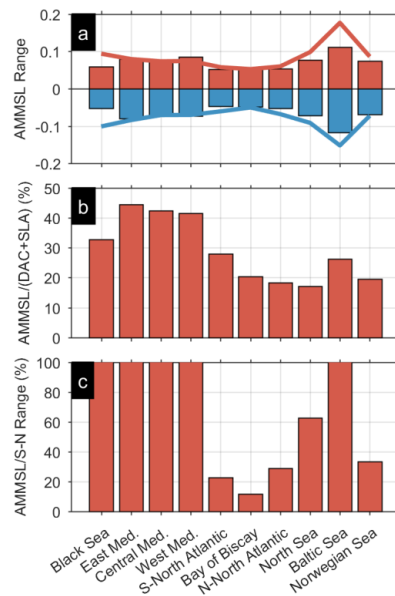 a
0.2
0.1
0
-0.1
-0.2
AMMSL Range
b
50
40
30
20
10
0
AMMSL/(DAC+SLA) (%)
c
100
80
60
40
20
0
AMMSL/S-N Range (%)
Black Sea
East Med.
Central Med.
West Med.
S-North Atlantic
Bay of Biscay
N-North Atlantic
North Sea
Baltic Sea
Norwegian Sea